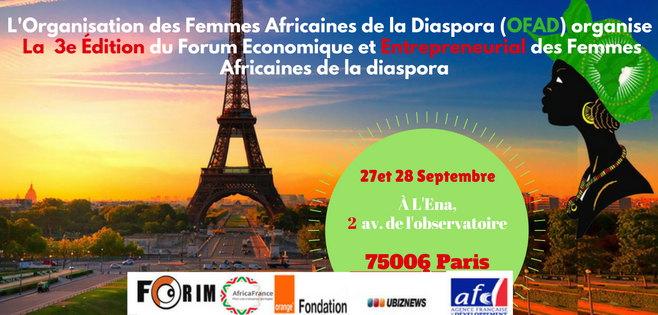 L'Organisation des Femmes Africaines de la Diaspora (OFAD) organise
La 3e Édition du Forum Economique et Entrepreneurial des Femmes
Africaines de la diaspora
27et 28 Septembre
À L'Ena,
2 av. de l'observatoire
75006 Paris
FORIM
AfricaFrance
orange
Fondation
UBIZNEWS
afd
AGENCE FRANÇAISE
DE DÉVELOPPEMENT